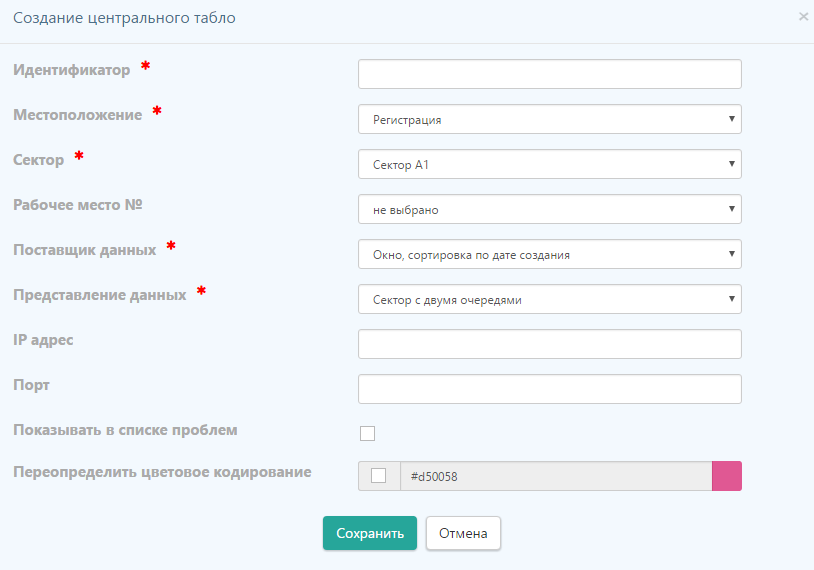 Создание центрального табло ×
Идентификатор *
Местоположение * Регистрация
Сектор * Сектор А1
Рабочее место № не выбрано
Поставщик данных * Окно, сортировка по дате создания
Представление данных * Сектор с двумя очередями
IP адрес
Порт
Показывать в списке проблем
Переопределить цветовое кодирование #d50058
Сохранить Отмена